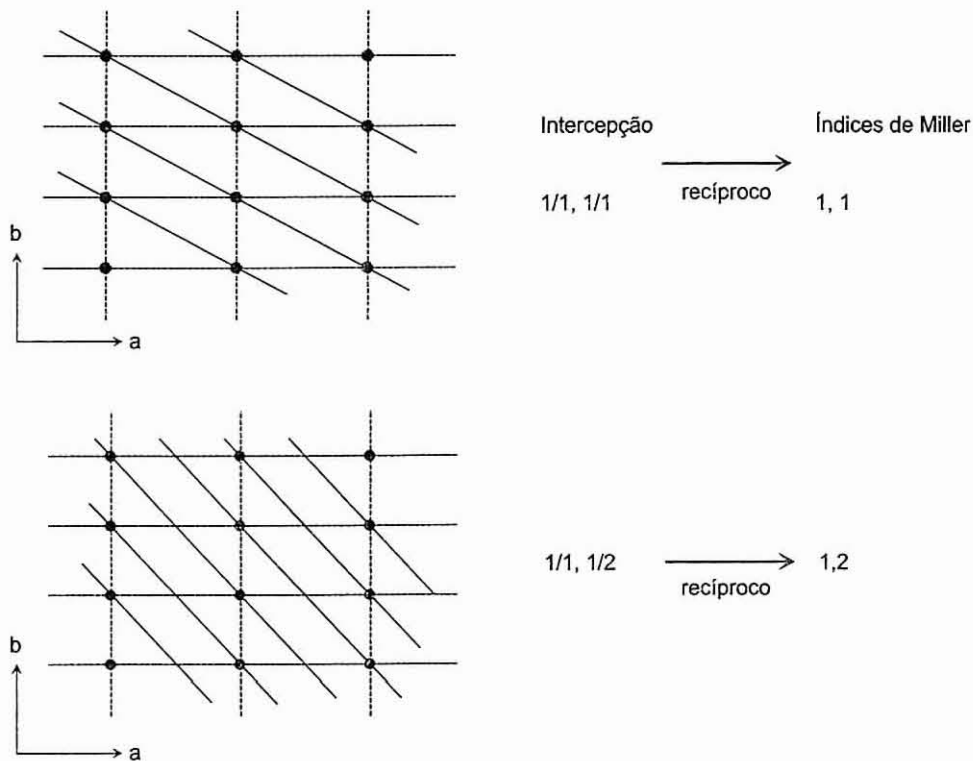 Intercepção Índices de Miller
recíproco
1/1, 1/1 1, 1
b
a
1/1, 1/2 1,2
recíproco
b
a